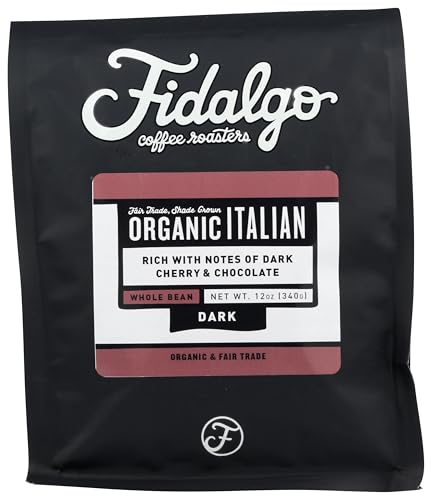 Fidalgo
coffee roasters
Fair Trade, Shade Grown
ORGANIC ITALIAN
RICH WITH NOTES OF DARK
CHERRY & CHOCOLATE
WHOLE BEAN NET WT. 12oz (340g)
DARK
ORGANIC & FAIR TRADE
F